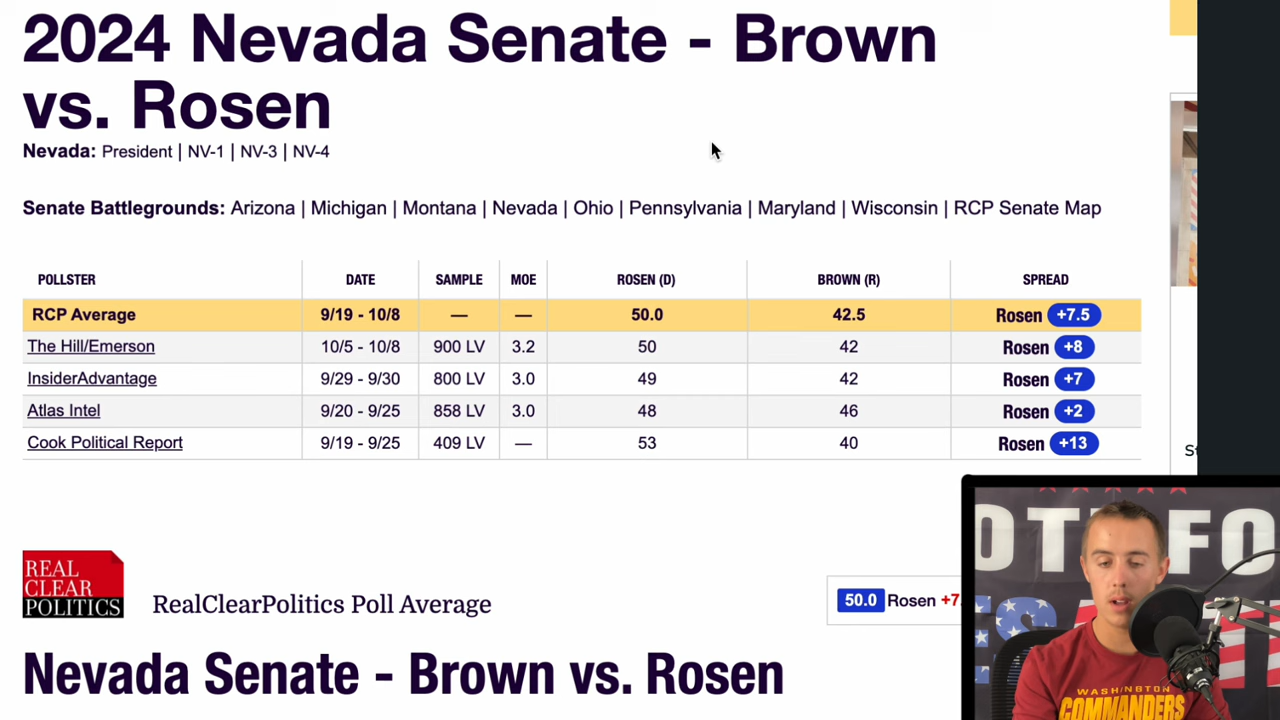 2024 Nevada Senate - Brown
vs. Rosen
Nevada: President | NV-1 | NV-3 | NV-4
Senate Battlegrounds: Arizona | Michigan | Montana | Nevada | Ohio | Pennsylvania | Maryland | Wisconsin | RCP Senate Map
POLLSTER DATE SAMPLE MOE ROSEN (D) BROWN (R) SPREAD
RCP Average 9/19 - 10/8 — — 50.0 42.5 Rosen +7.5
The Hill/Emerson 10/5 - 10/8 900 LV 3.2 50 42 Rosen +8
InsiderAdvantage 9/29 - 9/30 800 LV 3.0 49 42 Rosen +7
Atlas Intel 9/20 - 9/25 858 LV 3.0 48 46 Rosen +2
Cook Political Report 9/19 - 9/25 409 LV — 53 40 Rosen +13
REAL
CLEAR
POLITICS
RealClearPolitics Poll Average
50.0 Rosen +7.
Nevada Senate - Brown vs. Rosen
WASHINGTON
COMMANDERS